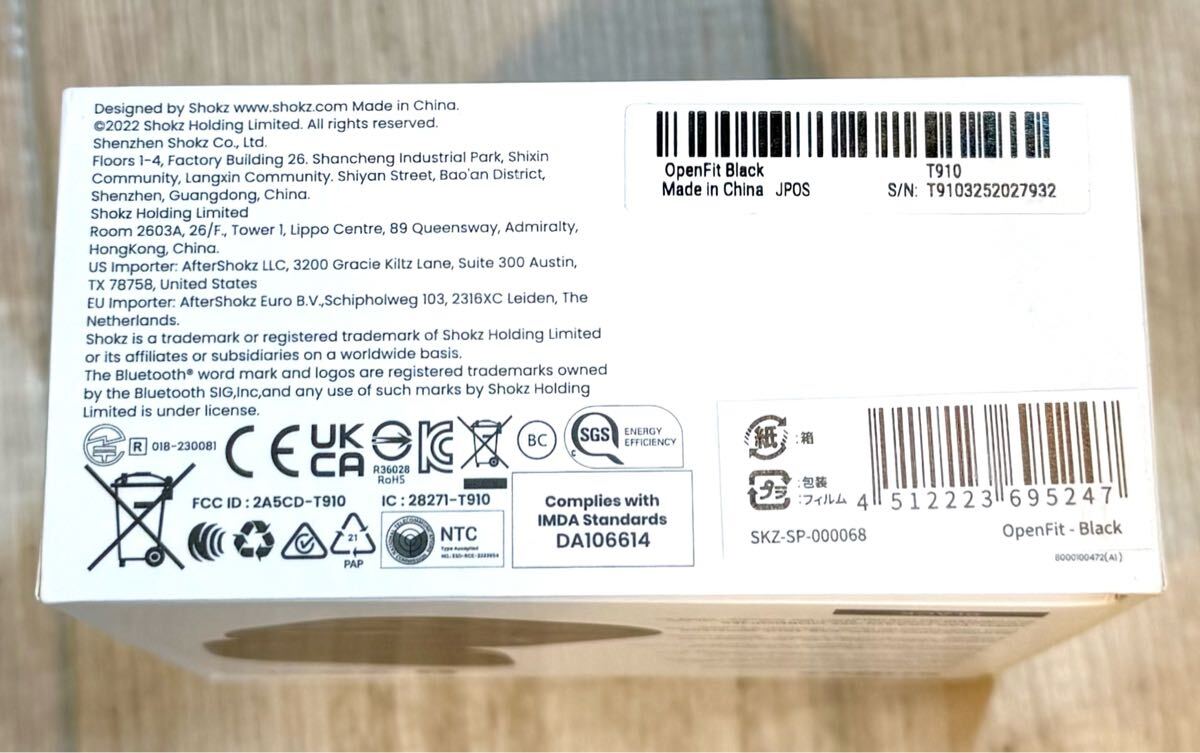 Designed by Shokz www.shokz.com Made in China.
©2022 Shokz Holding Limited. All rights reserved.
Shenzhen Shokz Co., Ltd.
Floors 1-4, Factory Building 26. Shancheng Industrial Park, Shixin
Community, Langxin Community. Shiyan Street, Bao'an District,
Shenzhen, Guangdong, China.
Shokz Holding Limited
Room 2603A, 26/F., Tower 1, Lippo Centre, 89 Queensway, Admiralty,
HongKong, China.
US Importer: AfterShokz LLC, 3200 Gracie Kiltz Lane, Suite 300 Austin,
TX 78758, United States
EU Importer: AfterShokz Euro B.V.,Schipholweg 103, 2316XC Leiden, The
Netherlands.
Shokz is a trademark or registered trademark of Shokz Holding Limited
or its affiliates or subsidiaries on a worldwide basis.
The Bluetooth® word mark and logos are registered trademarks owned
by the Bluetooth SIG,Inc,and any use of such marks by Shokz Holding
Limited is under license.
OpenFit Black T910
Made in China JPOS S/N: T9103252027932
R 018-230081
CE
UK
CA
R36028
RoHS
BC
SGS
ENERGY
EFFICIENCY
FCC ID : 2A5CD-T910 IC : 28271-T910
21
PAP
NTC
Type Accepted
Complies with
IMDA Standards
DA106614
紙 :箱
プラ :包装
:フィルム
4 512223 695247
SKZ-SP-000068
OpenFit - Black
8000100472(A1)